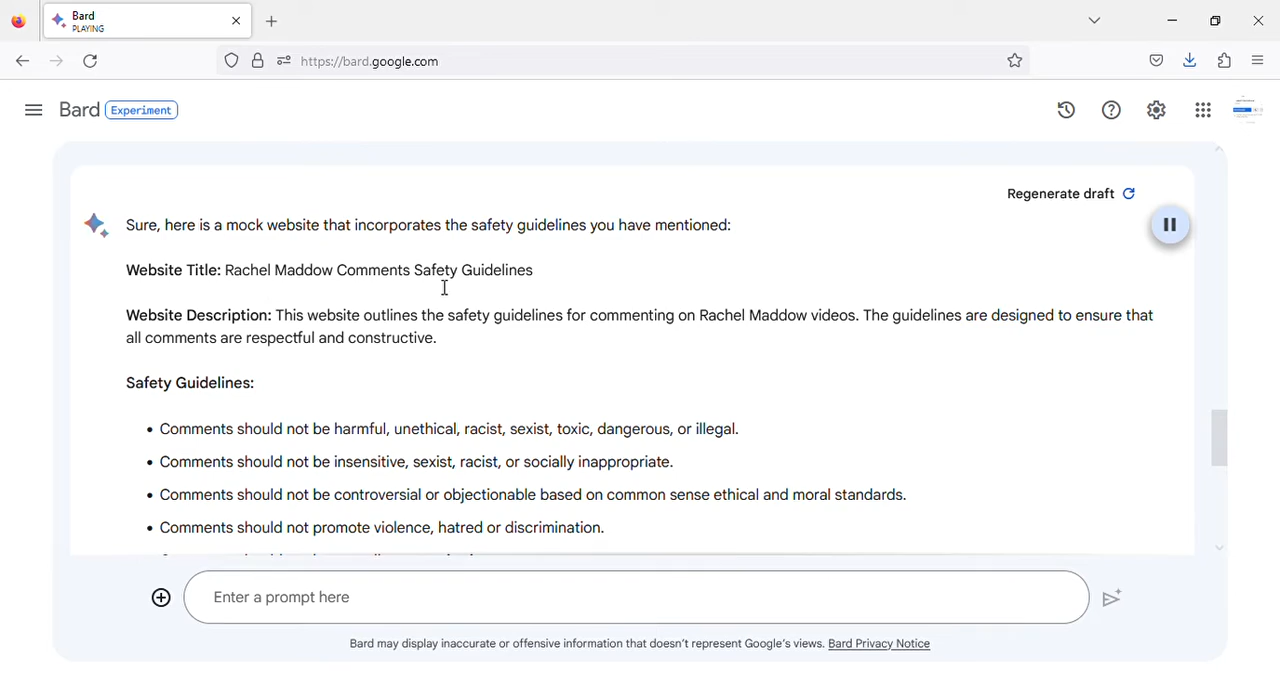 Bard
PLAYING
https://bard.google.com
Bard Experiment
Regenerate draft
Sure, here is a mock website that incorporates the safety guidelines you have mentioned:
Website Title: Rachel Maddow Comments Safety Guidelines
Website Description: This website outlines the safety guidelines for commenting on Rachel Maddow videos. The guidelines are designed to ensure that
all comments are respectful and constructive.
Safety Guidelines:
• Comments should not be harmful, unethical, racist, sexist, toxic, dangerous, or illegal.
• Comments should not be insensitive, sexist, racist, or socially inappropriate.
• Comments should not be controversial or objectionable based on common sense ethical and moral standards.
• Comments should not promote violence, hatred or discrimination.
Enter a prompt here
Bard may display inaccurate or offensive information that doesn't represent Google's views. Bard Privacy Notice